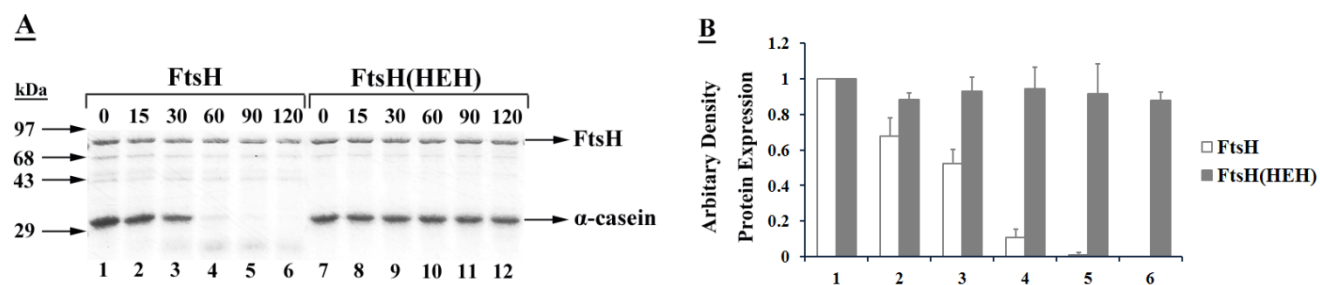 A
FtsH FtsH(HEH)
kDa
0 15 30 60 90 120 0 15 30 60 90 120
97
FtsH
68
43
α-casein
29
1 2 3 4 5 6 7 8 9 10 11 12
B
Arbitary Density
Protein Expression
1.2
1
0.8
0.6
0.4
0.2
0
1 2 3 4 5 6
FtsH
FtsH(HEH)